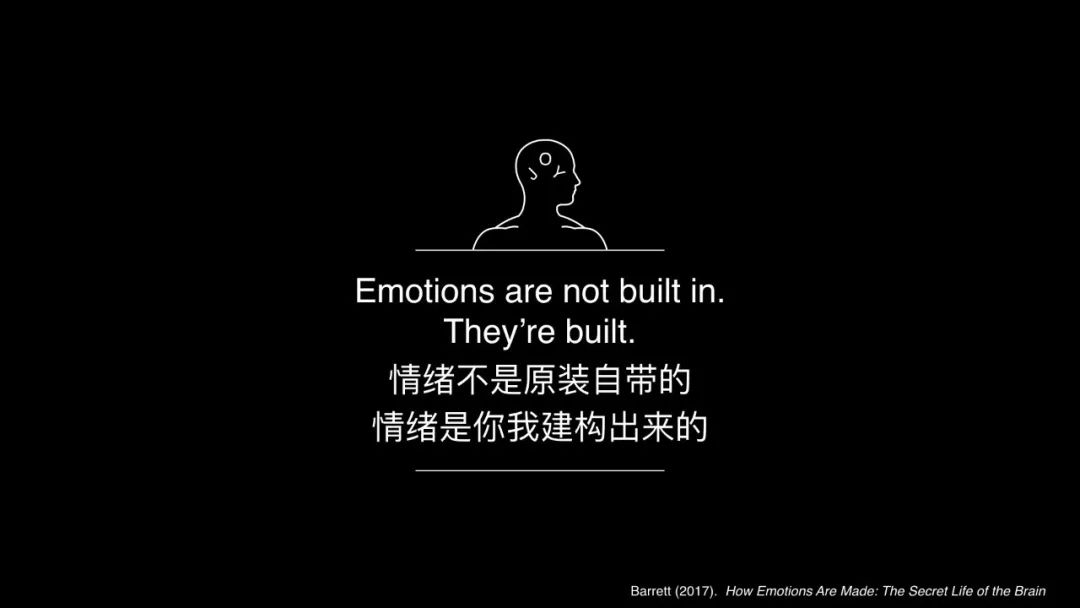 JOY
Emotions are not built in.
They’re built.
情绪不是原装自带的
情绪是你我建构出来的
Barrett (2017). How Emotions Are Made: The Secret Life of the Brain